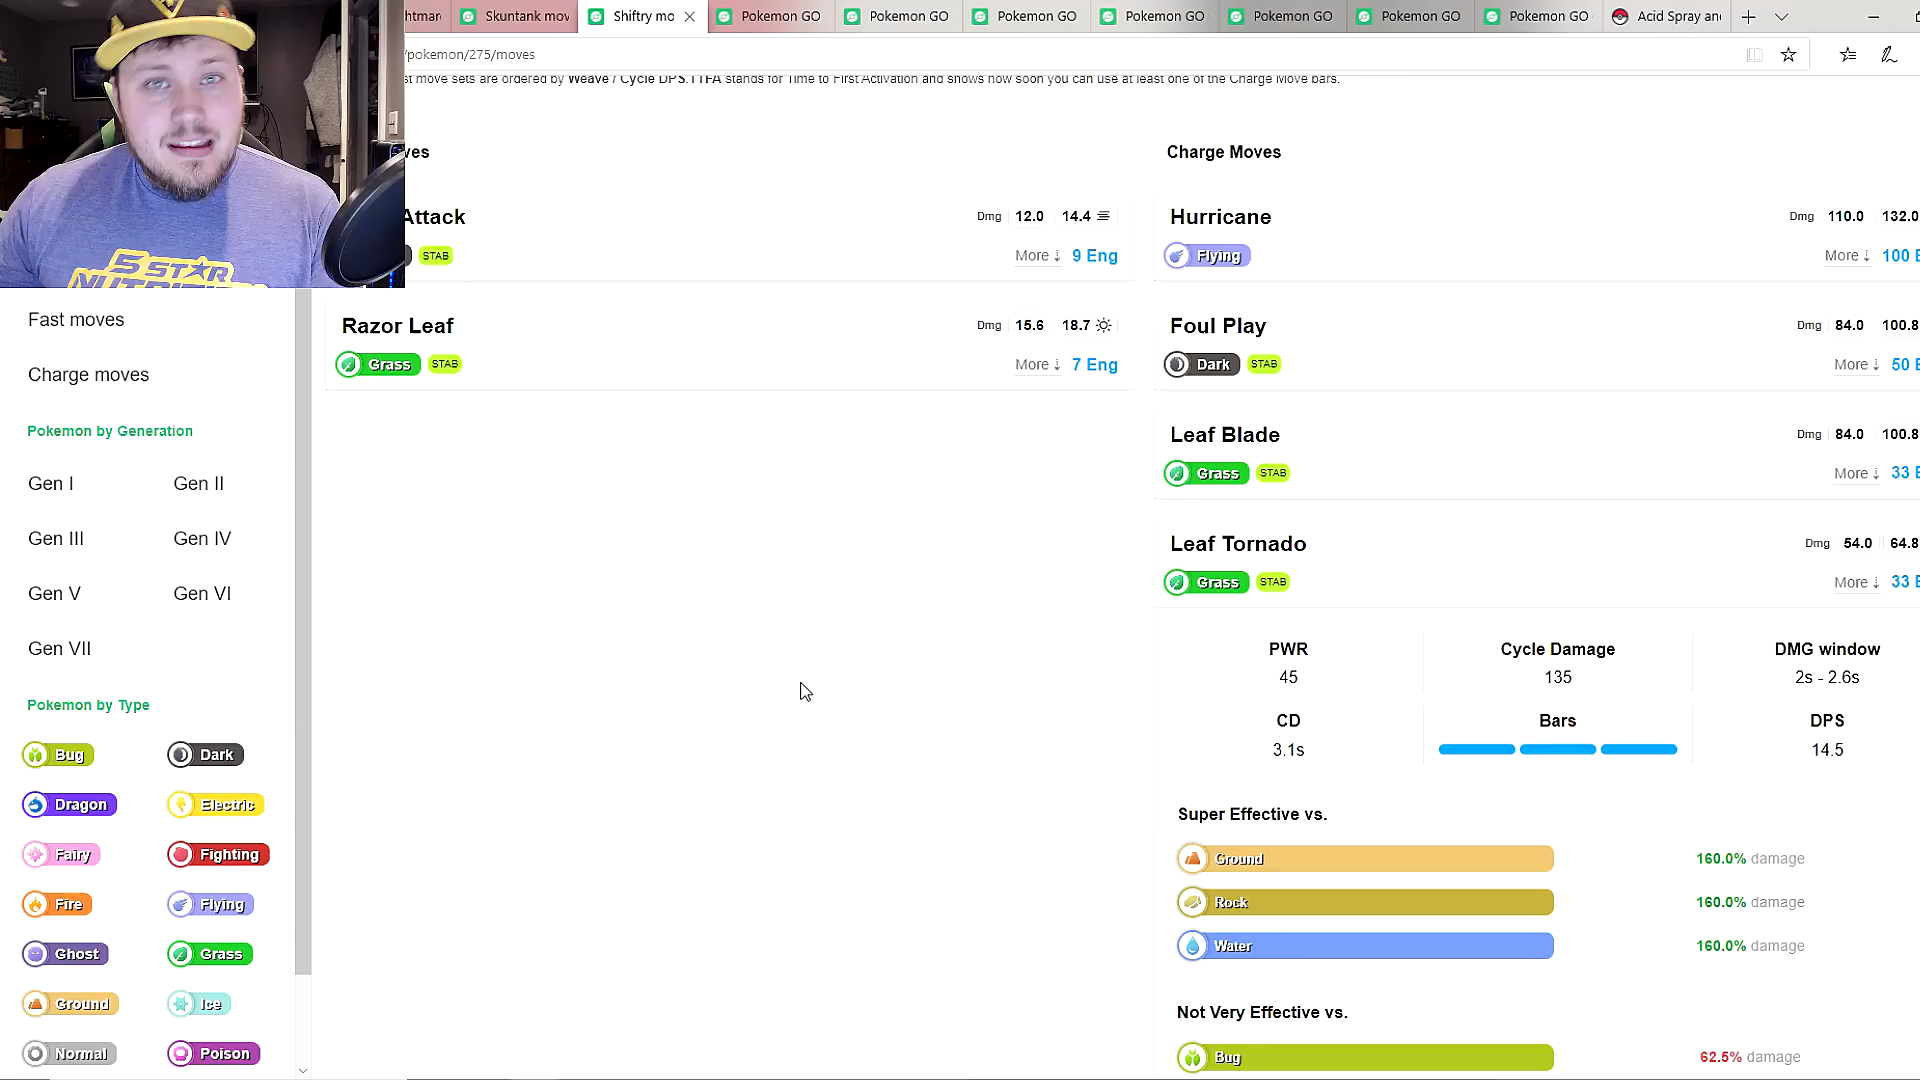 htmar
Skuntank mov
Shiftry mo
Pokemon GO
Pokemon GO
Pokemon GO
Pokemon GO
Pokemon GO
Pokemon GO
Pokemon GO
Acid Spray an
/pokemon/275/moves
st move sets are ordered by Weave / Cycle DPS.TTFA stands for Time to First Activation and shows how soon you can use at least one of the Charge Move bars.
5 STAR
NUTRITION
ves
Attack
STAB
Dmg 12.0 14.4
More ↓ 9 Eng
Razor Leaf
Grass STAB
Dmg 15.6 18.7
More ↓ 7 Eng
Charge Moves
Hurricane
Flying
Dmg 110.0 132.0
More ↓ 100 E
Foul Play
Dark STAB
Dmg 84.0 100.8
More ↓ 50 E
Leaf Blade
Grass STAB
Dmg 84.0 100.8
More ↓ 33 E
Leaf Tornado
Grass STAB
Dmg 54.0 64.8
More ↓ 33 E
PWR Cycle Damage DMG window
45 135 2s - 2.6s
CD Bars DPS
3.1s 14.5
Super Effective vs.
Ground 160.0% damage
Rock 160.0% damage
Water 160.0% damage
Not Very Effective vs.
Bug 62.5% damage
Fast moves
Charge moves
Pokemon by Generation
Gen I Gen II
Gen III Gen IV
Gen V Gen VI
Gen VII
Pokemon by Type
Bug Dark
Dragon Electric
Fairy Fighting
Fire Flying
Ghost Grass
Ground Ice
Normal Poison